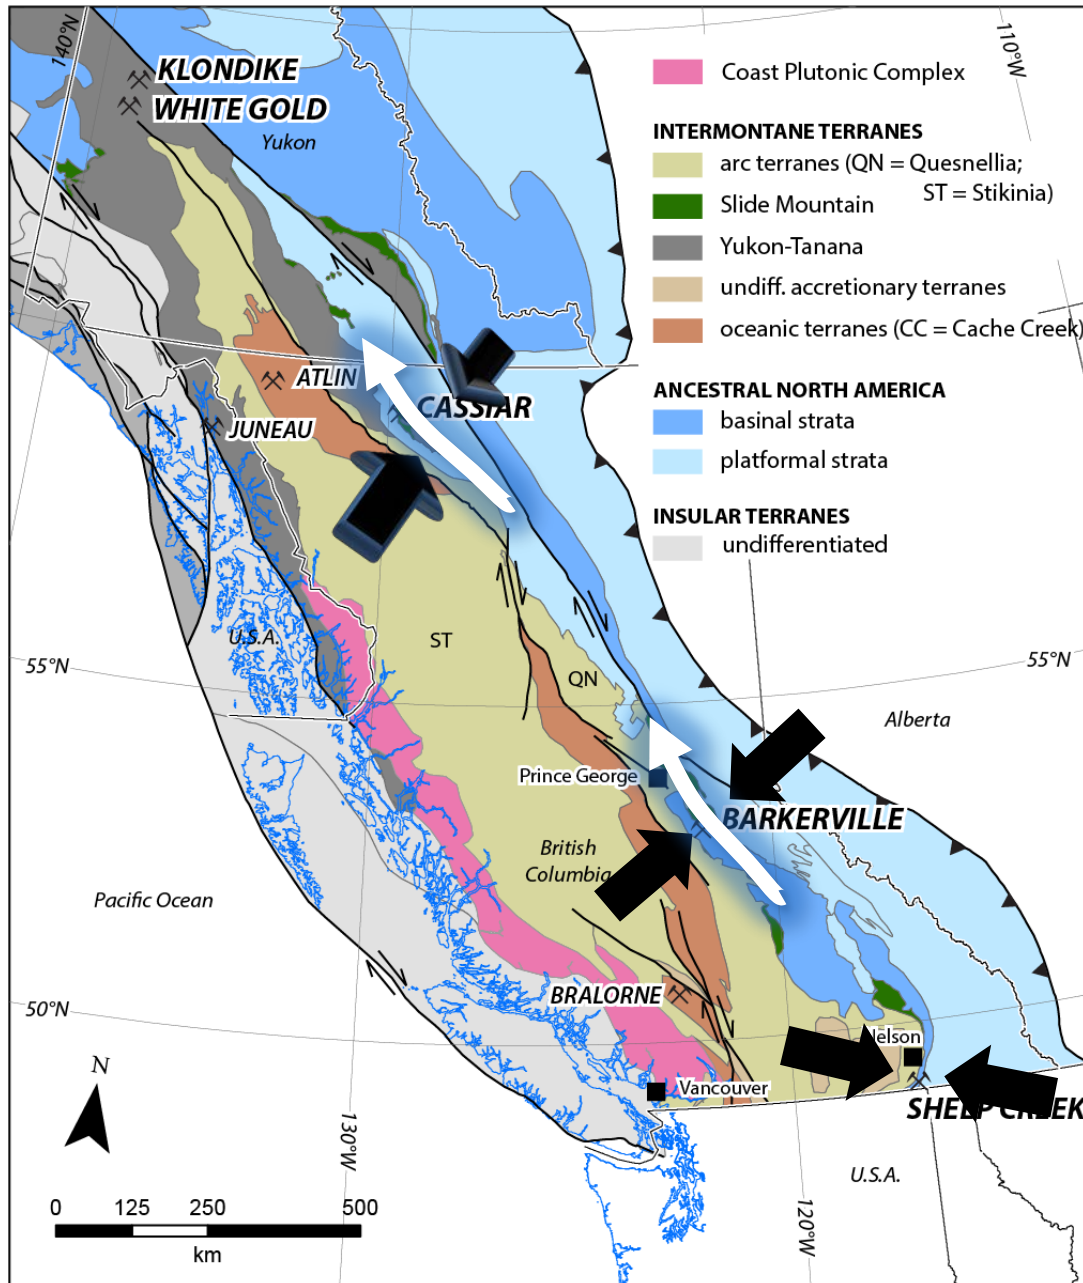 140°N
110°W
KLONDIKE
WHITE GOLD
Yukon
Coast Plutonic Complex
INTERMONTANE TERRANES
arc terranes (QN = Quesnellia;
ST = Stikinia)
Slide Mountain
Yukon-Tanana
undiff. accretionary terranes
oceanic terranes (CC = Cache Creek)
ANCESTRAL NORTH AMERICA
basinal strata
platformal strata
INSULAR TERRANES
undifferentiated
ATLIN
CASSIAR
JUNEAU
U.S.A.
ST
QN
55°N
55°N
Alberta
Prince George
BARKERVILLE
British
Columbia
Pacific Ocean
BRALORNE
50°N
Nelson
Vancouver
SHEEP CREEK
N
130°W
120°W
U.S.A.
0 125 250 500
km